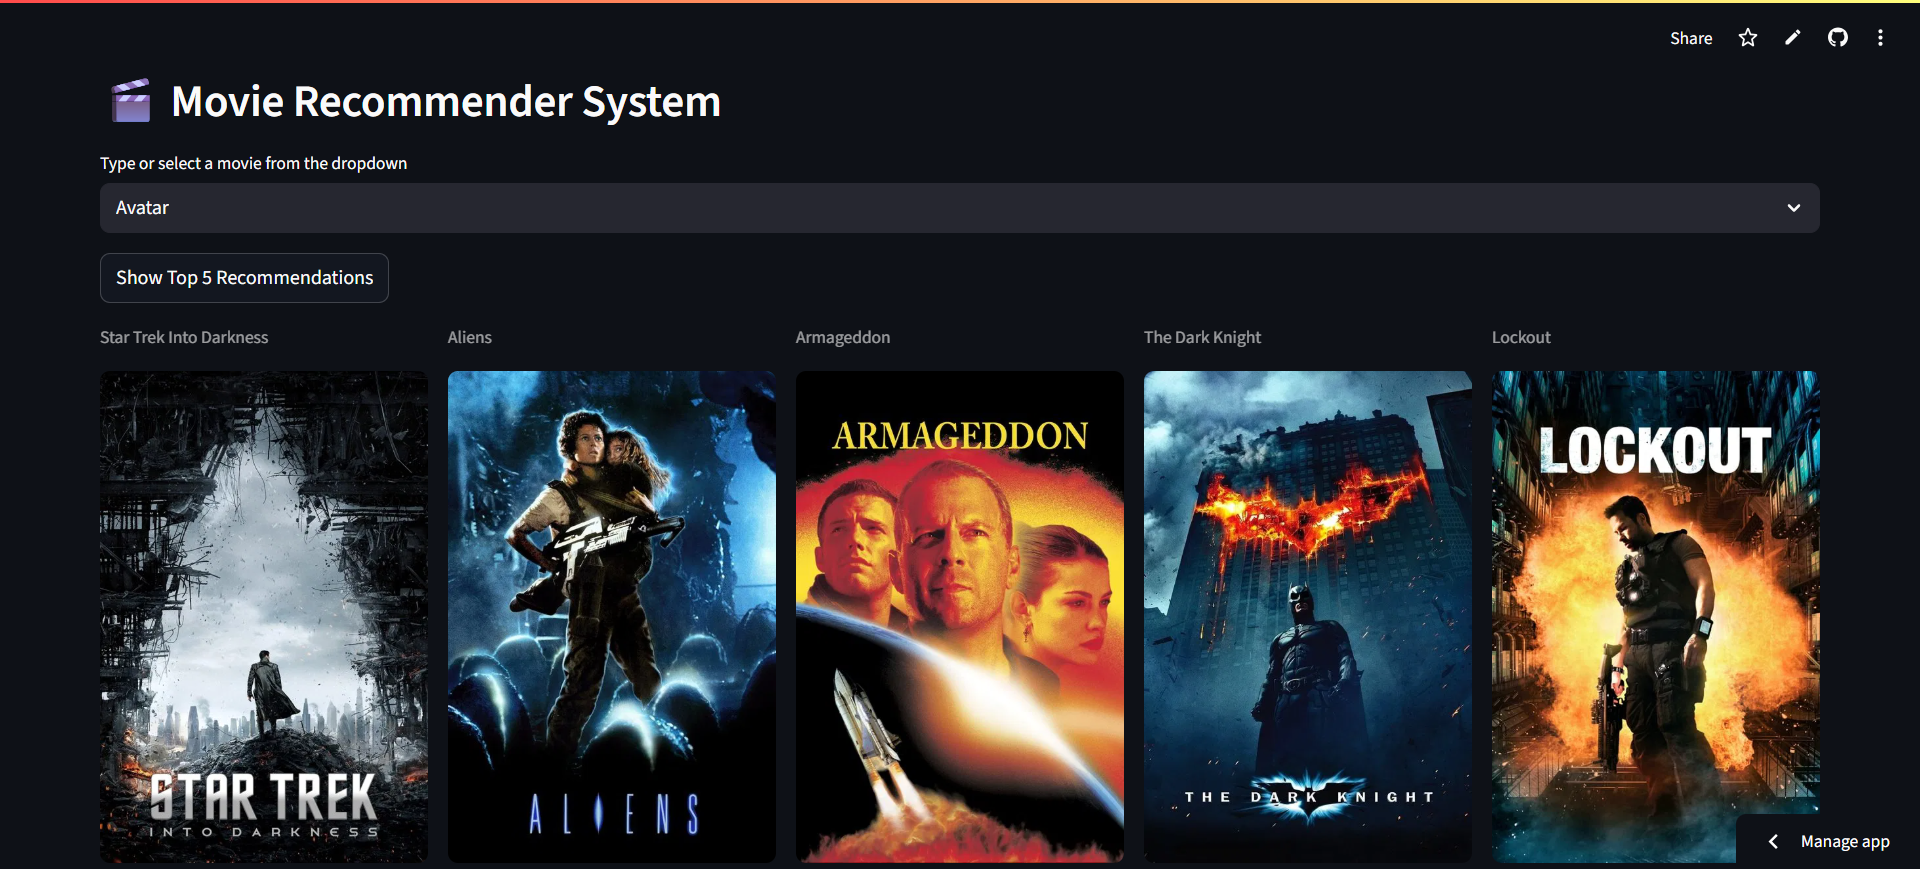 Share
Movie Recommender System
Type or select a movie from the dropdown
Avatar
Show Top 5 Recommendations
Star Trek Into Darkness
Aliens
Armageddon
The Dark Knight
Lockout
STAR TREK
INTO DARKNESS
ALIENS
ARMAGEDDON
THE DARK KNIGHT
LOCKOUT
Manage app